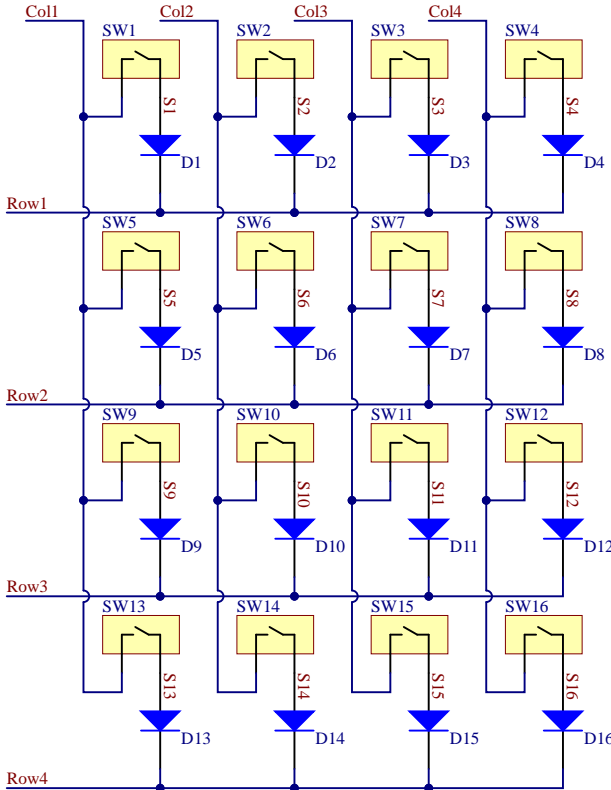 Col1 Col2 Col3 Col4
SW1 SW2 SW3 SW4
S1 S2 S3 S4
D1 D2 D3 D4
Row1
SW5 SW6 SW7 SW8
S5 S6 S7 S8
D5 D6 D7 D8
Row2
SW9 SW10 SW11 SW12
S9 S10 S11 S12
D9 D10 D11 D12
Row3
SW13 SW14 SW15 SW16
S13 S14 S15 S16
D13 D14 D15 D16
Row4